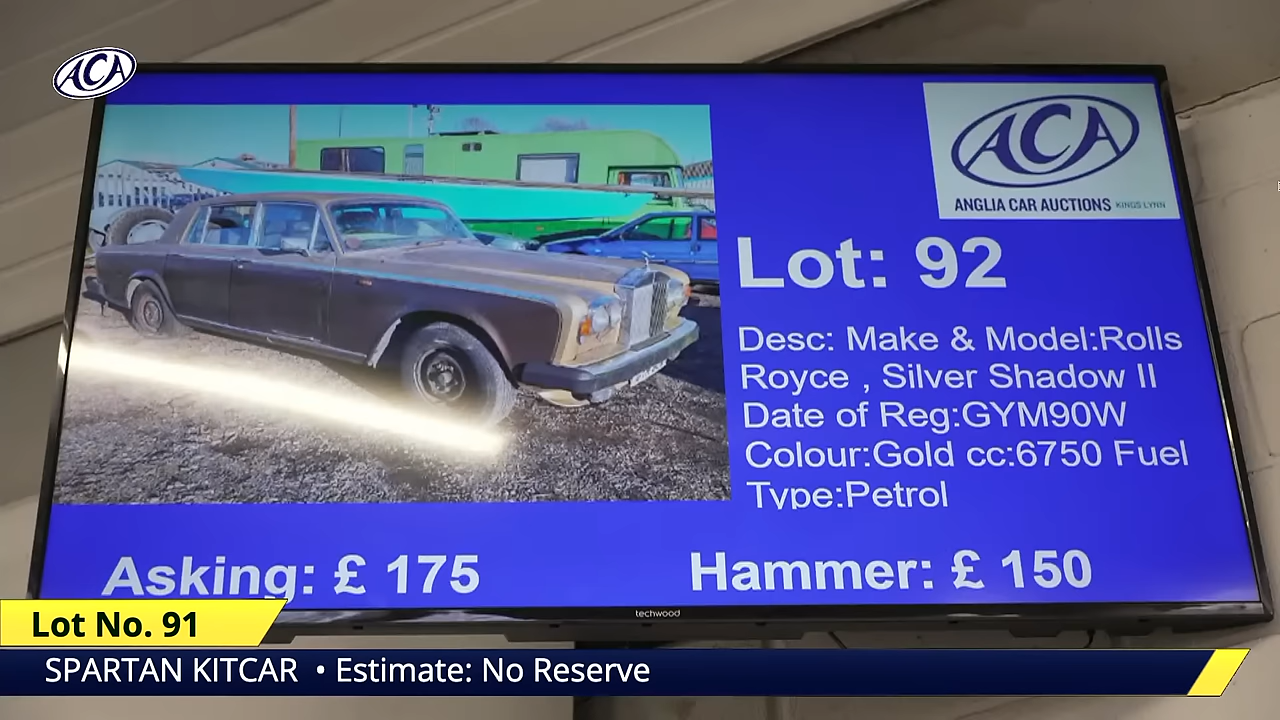 ACA
ACA
ANGLIA CAR AUCTIONS KINGS LYNN
Lot: 92
Desc: Make & Model:Rolls
Royce , Silver Shadow II
Date of Reg:GYM90W
Colour:Gold cc:6750 Fuel
Type:Petrol
Asking: £ 175
Hammer: £ 150
techwood
Lot No. 91
SPARTAN KITCAR • Estimate: No Reserve